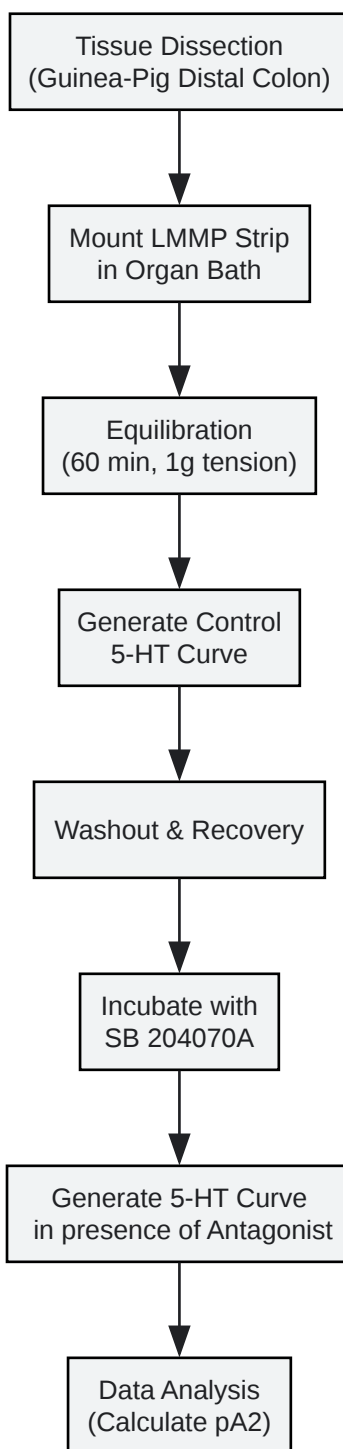 Tissue Dissection
(Guinea-Pig Distal Colon)
Mount LMMP Strip
in Organ Bath
Equilibration
(60 min, 1g tension)
Generate Control
5-HT Curve
Washout & Recovery
Incubate with
SB 204070A
Generate 5-HT Curve
in presence of Antagonist
Data Analysis
(Calculate pA2)